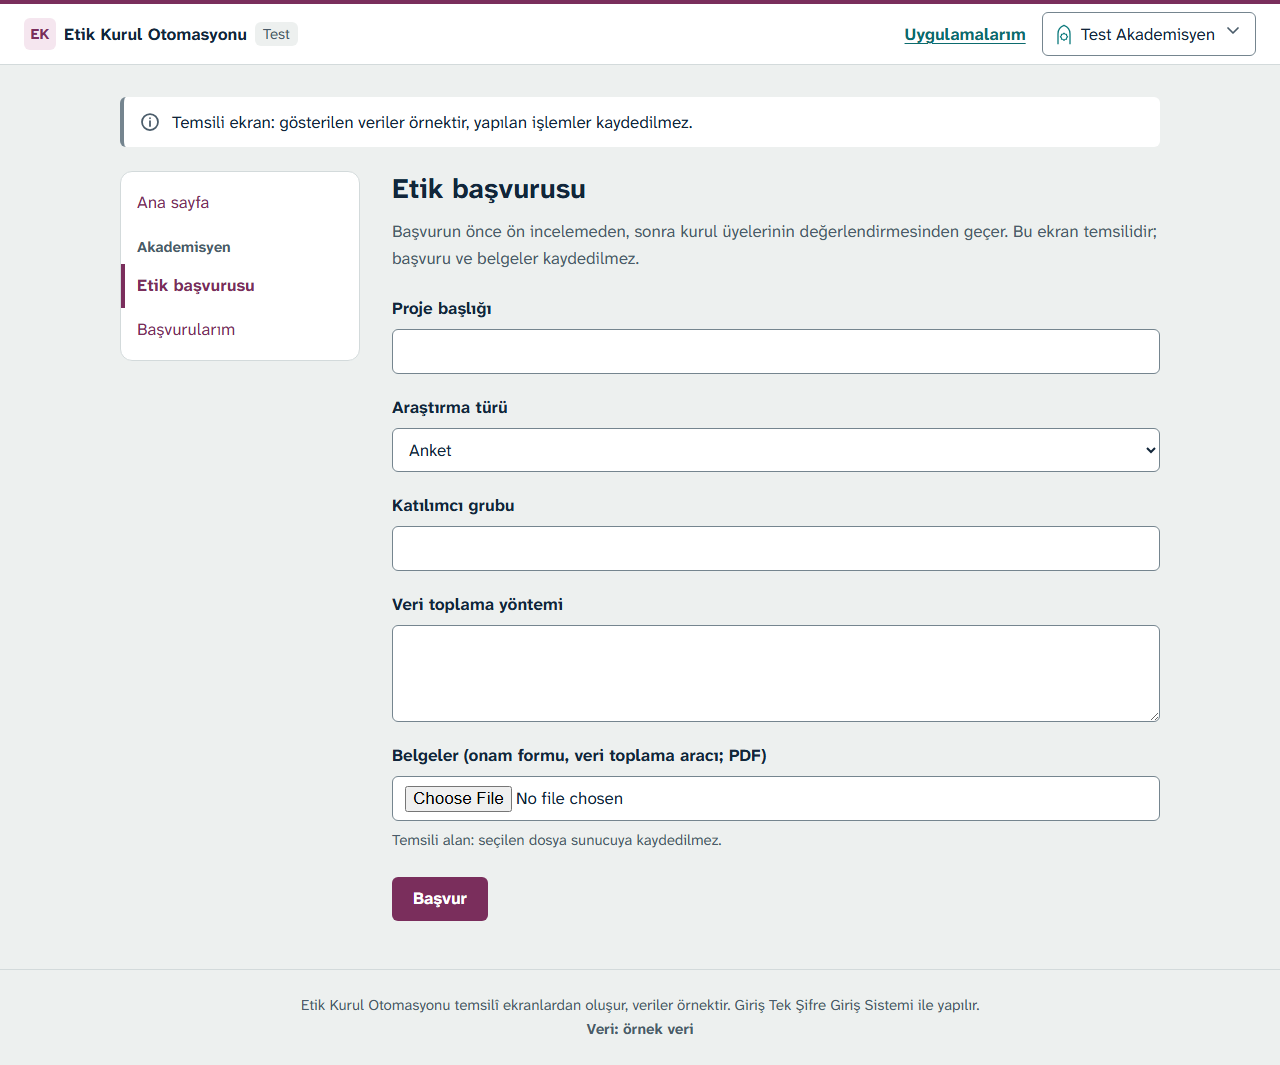 EK Etik Kurul Otomasyonu Test
Uygulamalarım
Test Akademisyen
Temsili ekran: gösterilen veriler örnektir, yapılan işlemler kaydedilmez.
Ana sayfa
Akademisyen
Etik başvurusu
Başvurularım
Etik başvurusu
Başvurun önce ön incelemeden, sonra kurul üyelerinin değerlendirmesinden geçer. Bu ekran temsilidir;
başvuru ve belgeler kaydedilmez.
Proje başlığı
Araştırma türü
Anket
Katılımcı grubu
Veri toplama yöntemi
Belgeler (onam formu, veri toplama aracı; PDF)
Choose File No file chosen
Temsili alan: seçilen dosya sunucuya kaydedilmez.
Başvur
Etik Kurul Otomasyonu temsilî ekranlardan oluşur, veriler örnektir. Giriş Tek Şifre Giriş Sistemi ile yapılır.
Veri: örnek veri